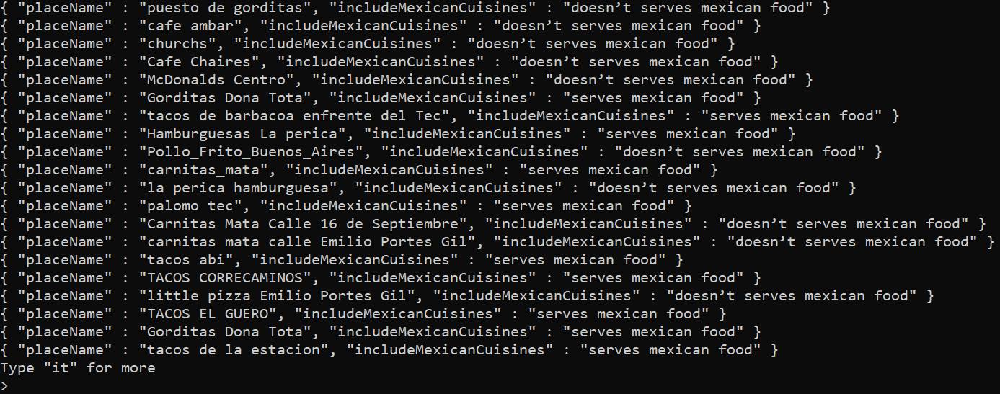 { "placeName" : "puesto de gorditas", "includeMexicanCuisines" : "doesn’t serves mexican food" }
{ "placeName" : "cafe ambar", "includeMexicanCuisines" : "doesn’t serves mexican food" }
{ "placeName" : "churchs", "includeMexicanCuisines" : "doesn’t serves mexican food" }
{ "placeName" : "Cafe Chaires", "includeMexicanCuisines" : "doesn’t serves mexican food" }
{ "placeName" : "McDonalds Centro", "includeMexicanCuisines" : "doesn’t serves mexican food" }
{ "placeName" : "Gorditas Dona Tota", "includeMexicanCuisines" : "serves mexican food" }
{ "placeName" : "tacos de barbacoa enfrente del Tec", "includeMexicanCuisines" : "serves mexican food" }
{ "placeName" : "Hamburguesas La perica", "includeMexicanCuisines" : "serves mexican food" }
{ "placeName" : "Pollo_Frito_Buenos_Aires", "includeMexicanCuisines" : "doesn’t serves mexican food" }
{ "placeName" : "carnitas_mata", "includeMexicanCuisines" : "serves mexican food" }
{ "placeName" : "la perica hamburguesa", "includeMexicanCuisines" : "doesn’t serves mexican food" }
{ "placeName" : "palomo tec", "includeMexicanCuisines" : "serves mexican food" }
{ "placeName" : "Carnitas Mata Calle 16 de Septiembre", "includeMexicanCuisines" : "doesn’t serves mexican food" }
{ "placeName" : "carnitas mata calle Emilio Portes Gil", "includeMexicanCuisines" : "doesn’t serves mexican food" }
{ "placeName" : "tacos abi", "includeMexicanCuisines" : "serves mexican food" }
{ "placeName" : "TACOS CORRECAMINOS", "includeMexicanCuisines" : "serves mexican food" }
{ "placeName" : "little pizza Emilio Portes Gil", "includeMexicanCuisines" : "doesn’t serves mexican food" }
{ "placeName" : "TACOS EL GUERO", "includeMexicanCuisines" : "serves mexican food" }
{ "placeName" : "Gorditas Dona Tota", "includeMexicanCuisines" : "serves mexican food" }
{ "placeName" : "tacos de la estacion", "includeMexicanCuisines" : "serves mexican food" }
Type "it" for more
>